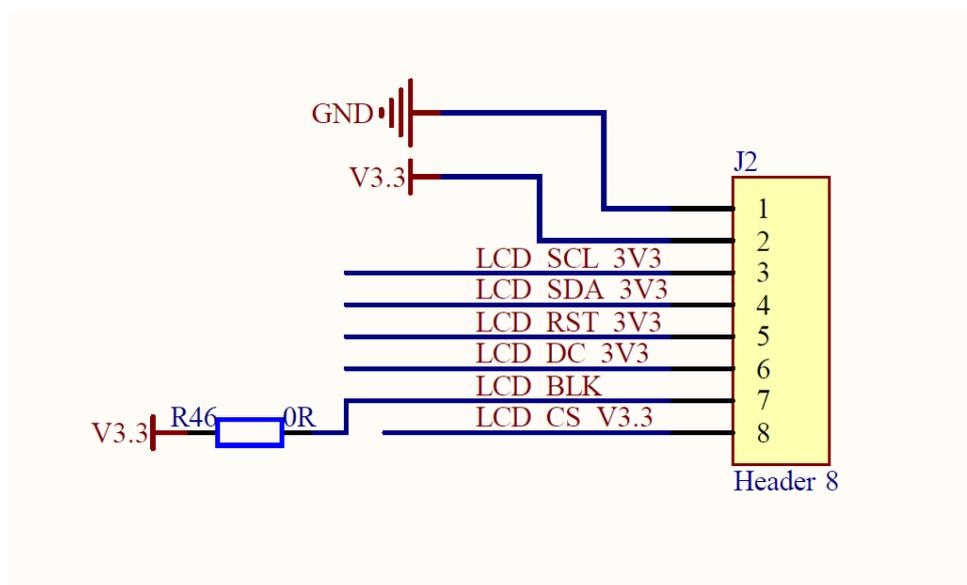 GND
J2
V3.3
1
2
LCD SCL 3V3
3
LCD SDA 3V3
4
LCD RST 3V3
5
LCD DC 3V3
6
LCD BLK
7
R46 0R
LCD CS V3.3
V3.3
8
Header 8